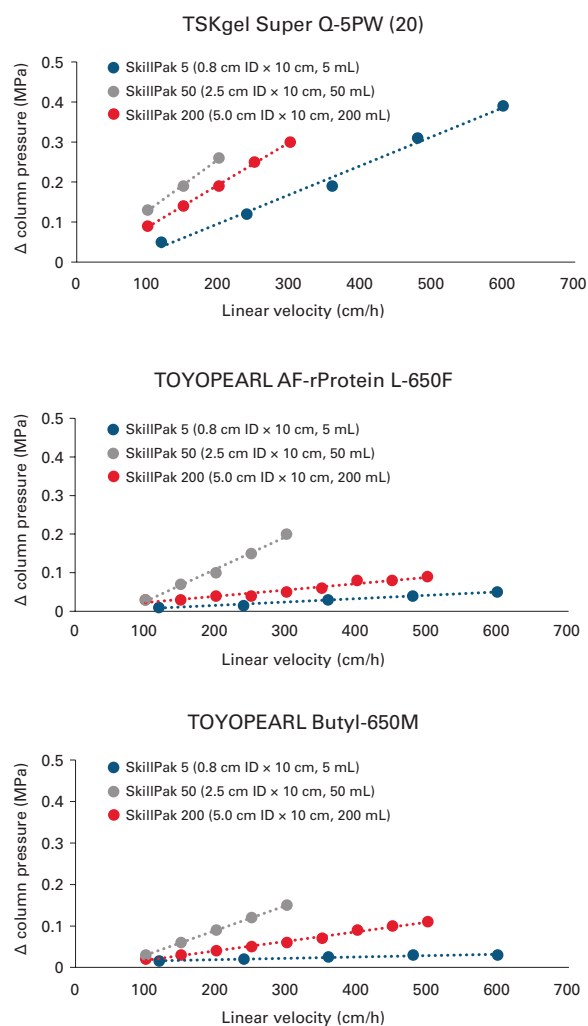 TSKgel Super Q-5PW (20)
SkillPak 5 (0.8 cm ID × 10 cm, 5 mL)
SkillPak 50 (2.5 cm ID × 10 cm, 50 mL)
SkillPak 200 (5.0 cm ID × 10 cm, 200 mL)
Δ column pressure (MPa)
0.5
0.4
0.3
0.2
0.1
0
100 200 300 400 500 600 700
Linear velocity (cm/h)
TOYOPEARL AF-rProtein L-650F
SkillPak 5 (0.8 cm ID × 10 cm, 5 mL)
SkillPak 50 (2.5 cm ID × 10 cm, 50 mL)
SkillPak 200 (5.0 cm ID × 10 cm, 200 mL)
Δ column pressure (MPa)
0.5
0.4
0.3
0.2
0.1
0
100 200 300 400 500 600 700
Linear velocity (cm/h)
TOYOPEARL Butyl-650M
SkillPak 5 (0.8 cm ID × 10 cm, 5 mL)
SkillPak 50 (2.5 cm ID × 10 cm, 50 mL)
SkillPak 200 (5.0 cm ID × 10 cm, 200 mL)
Δ column pressure (MPa)
0.5
0.4
0.3
0.2
0.1
0
0 100 200 300 400 500 600 700
Linear velocity (cm/h)